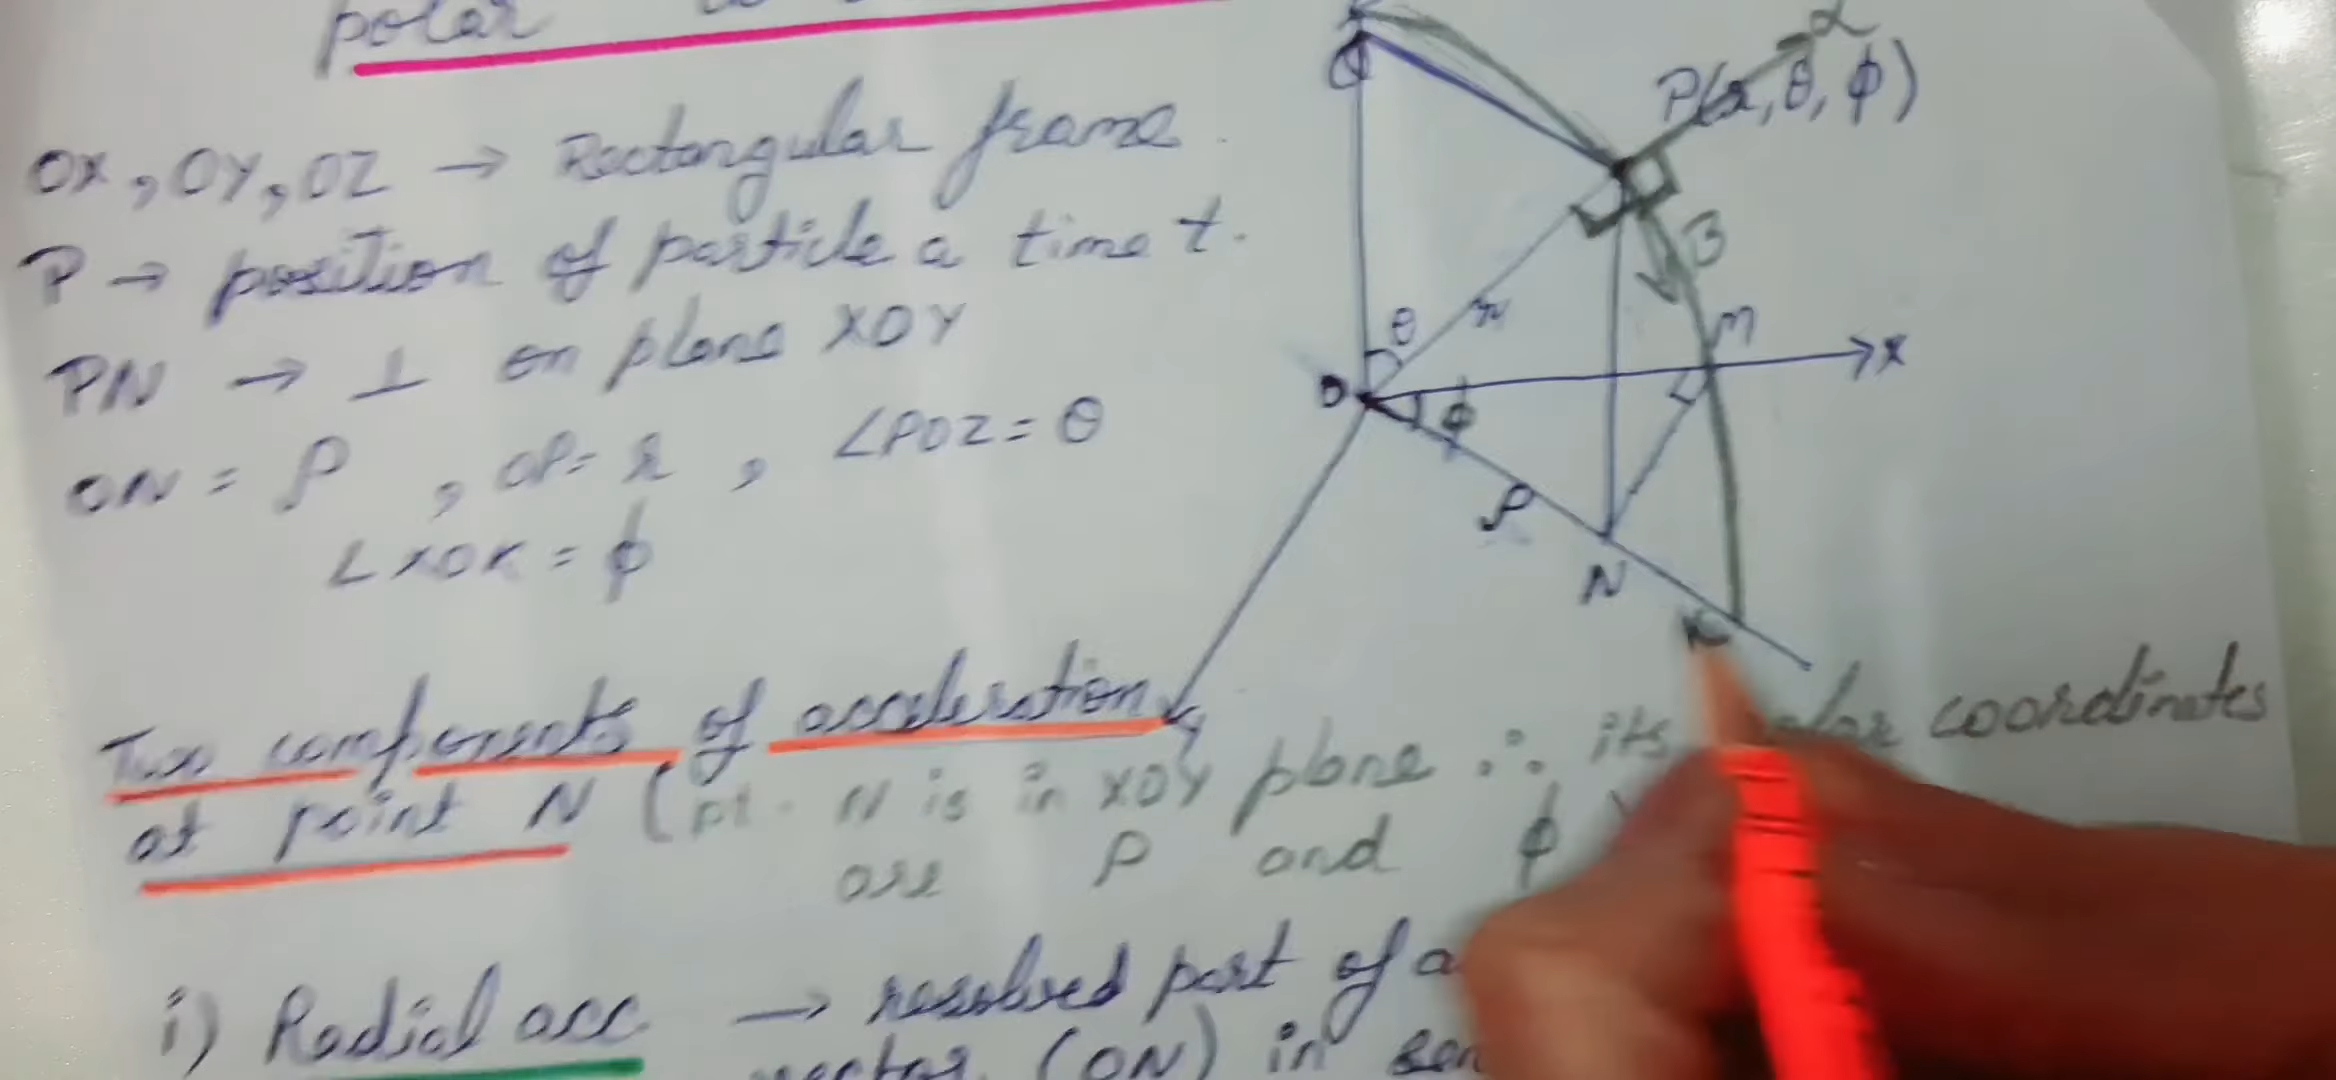 polar
OX, OY, OZ → Rectangular frame.
P → position of particle a time t.
PN → ⊥ on plane XOY
ON = ρ, OP = r, ∠POZ = θ
∠XOK = ϕ
Two components of acceleration
at point N (pt. N is in XOY plane ∴ its coordinates
are ρ and ϕ)
i) Radial acc → resolved part of a
vector (ON) in
Q
α
P(r, θ, ϕ)
β
θ
r
M
X
O
ϕ
ρ
N
K
Y